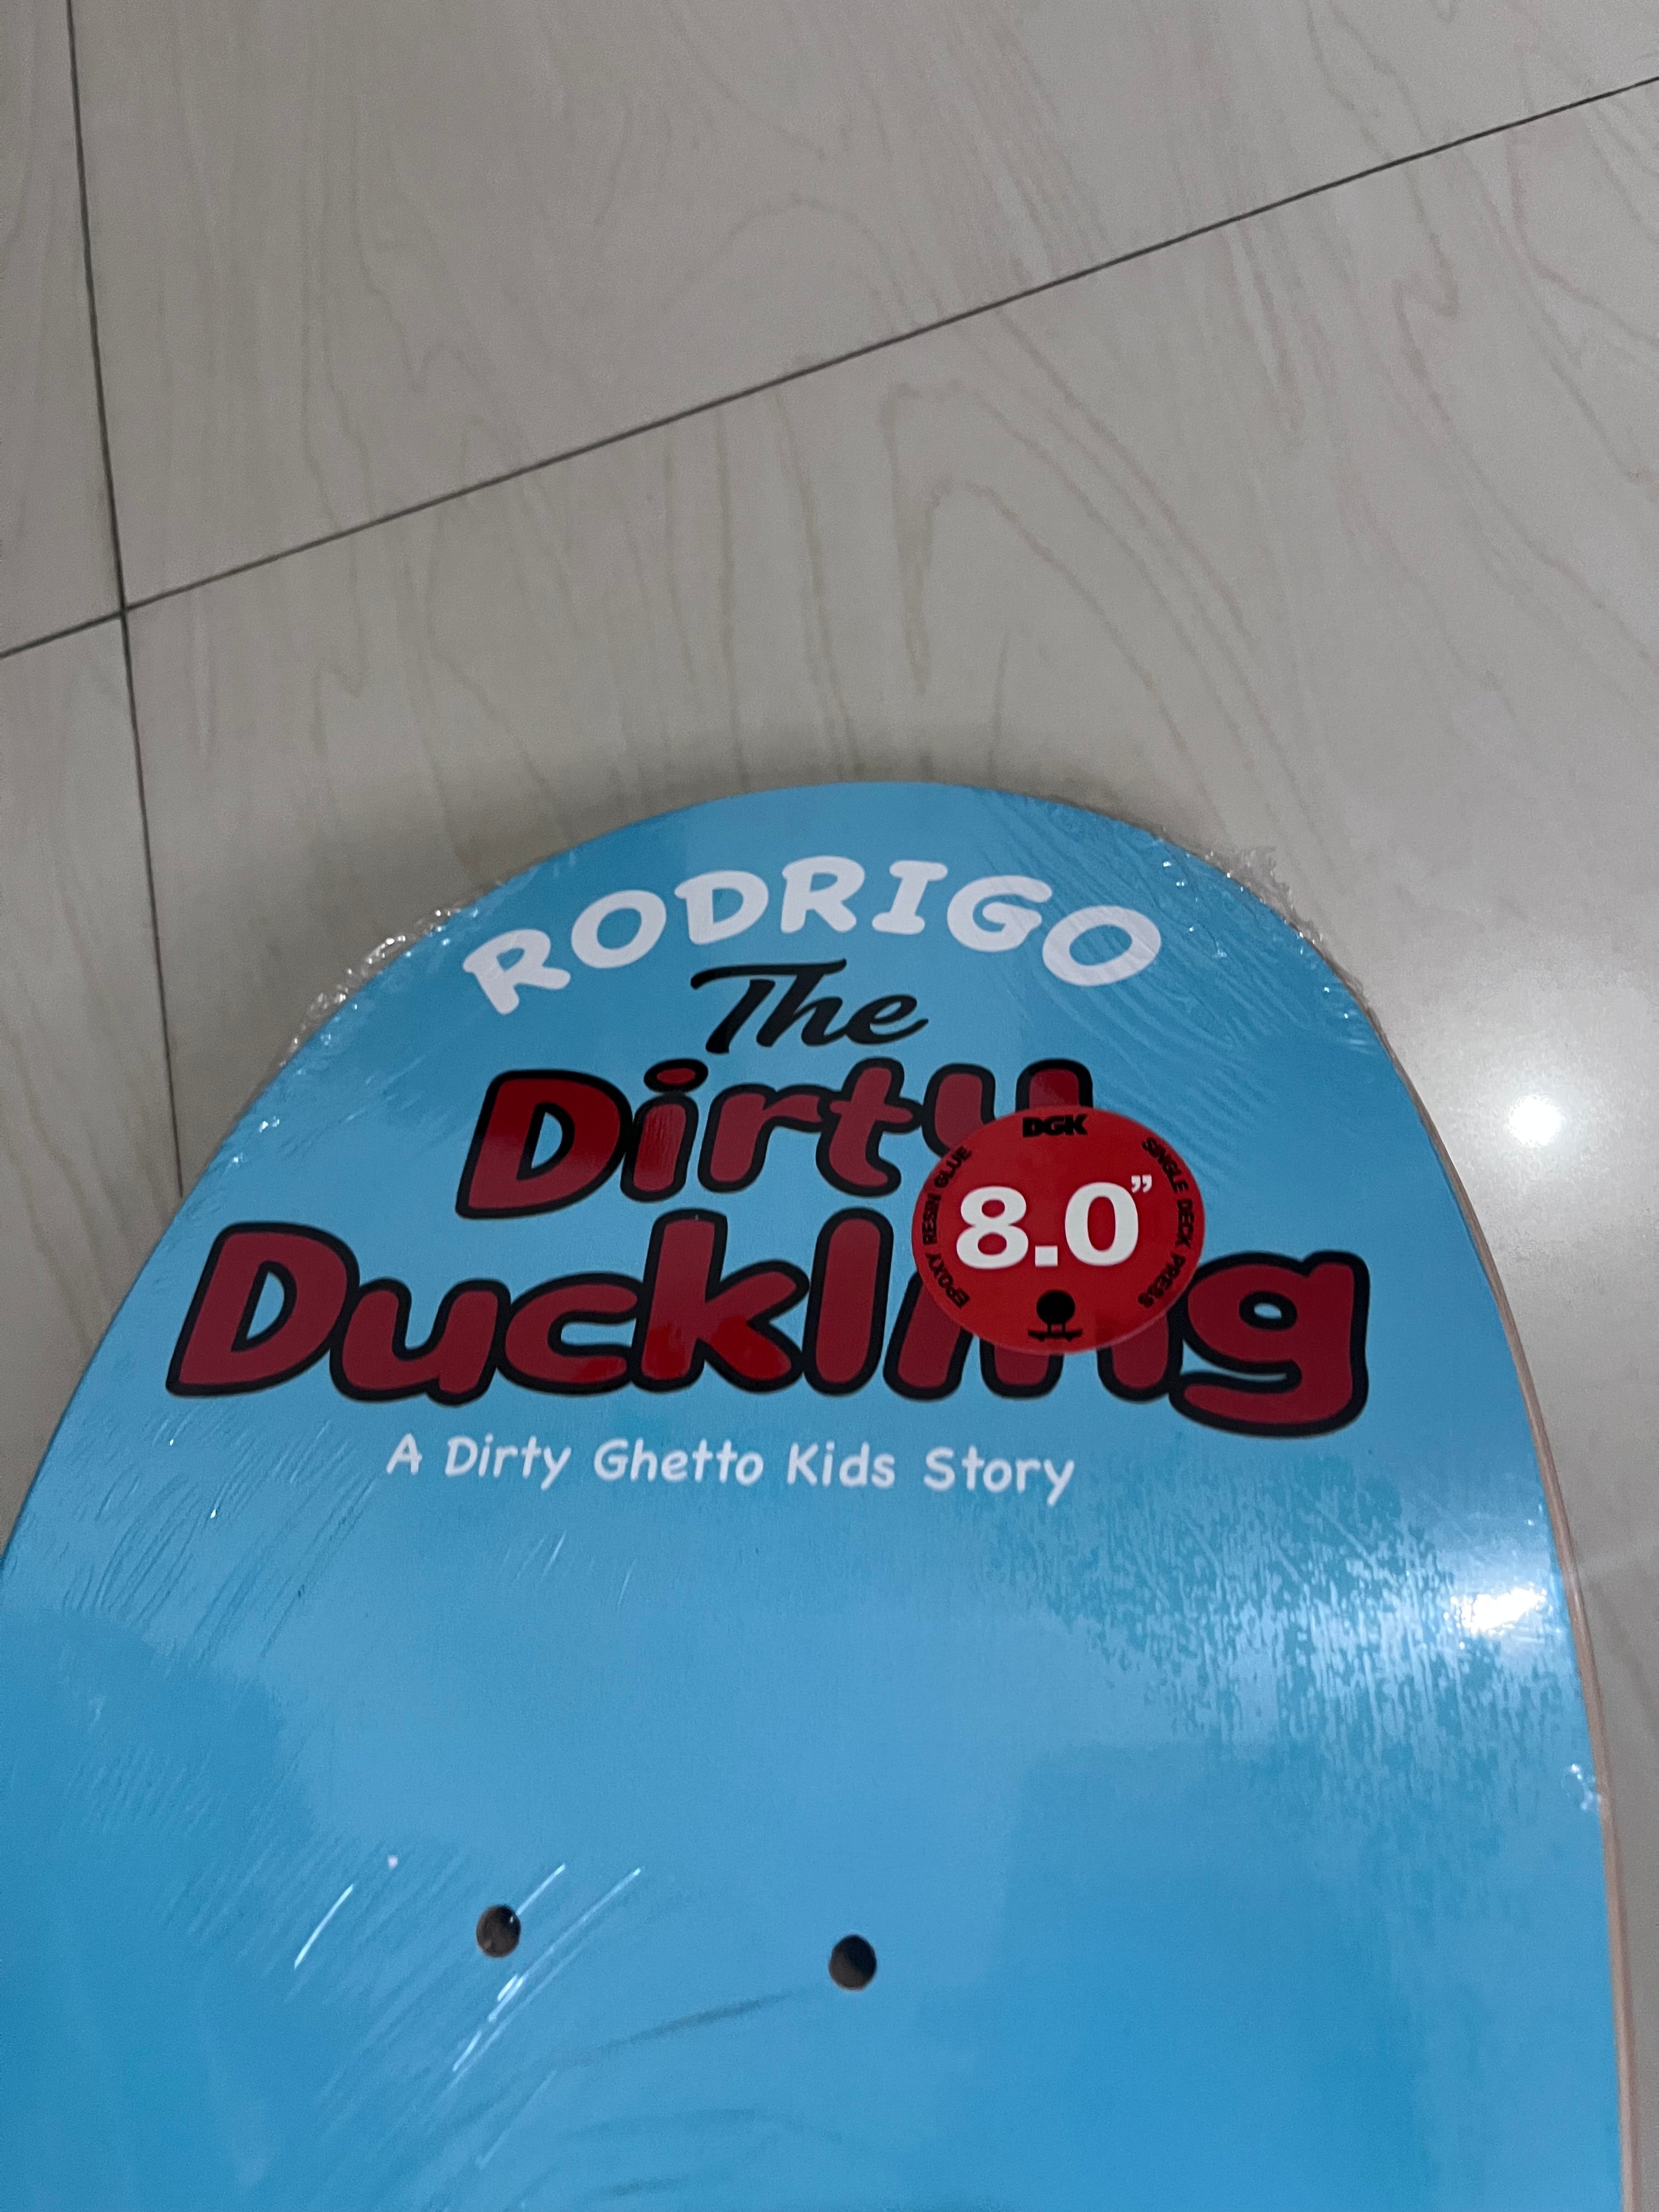 RODRIGO
The
Dirty
Duckling
A Dirty Ghetto Kids Story
DGK
EPOXY RESIN GLUE
8.0”
SINGLE DECK PRESS